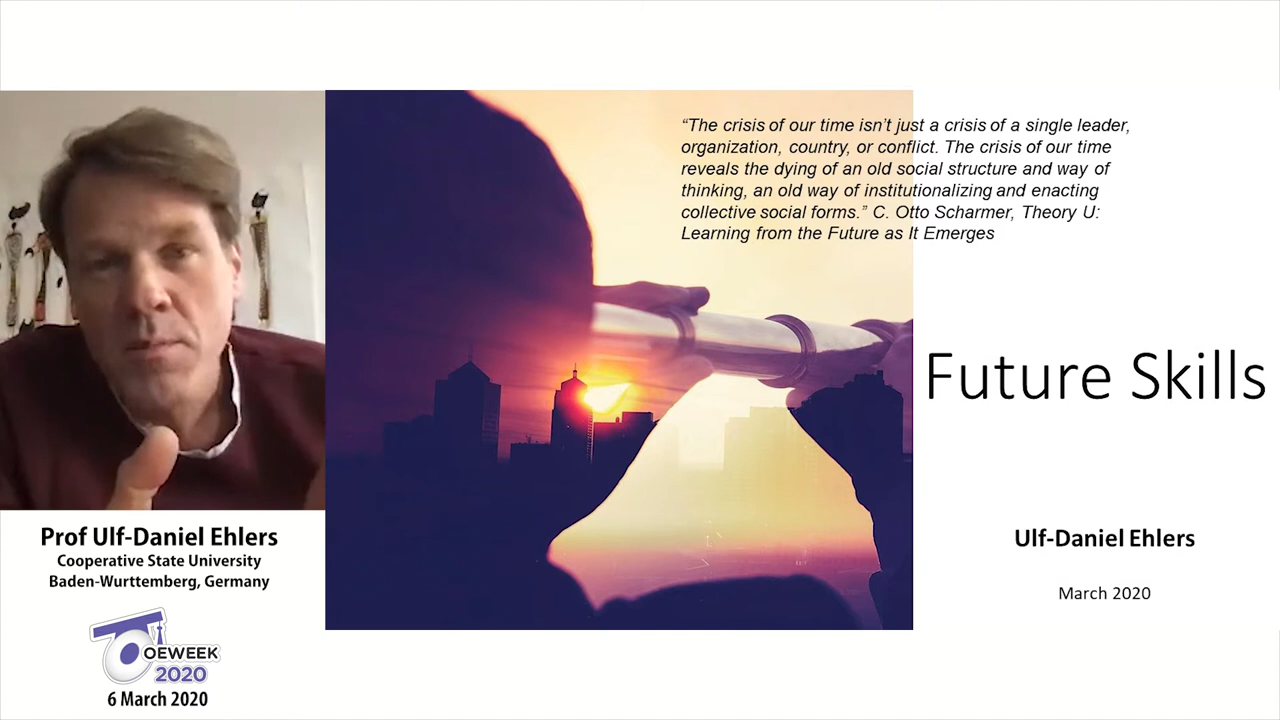 “The crisis of our time isn’t just a crisis of a single leader,
organization, country, or conflict. The crisis of our time
reveals the dying of an old social structure and way of
thinking, an old way of institutionalizing and enacting
collective social forms.” C. Otto Scharmer, Theory U:
Learning from the Future as It Emerges
Future Skills
Ulf-Daniel Ehlers
March 2020
Prof Ulf-Daniel Ehlers
Cooperative State University
Baden-Wurttemberg, Germany
OEWEEK
2020
6 March 2020